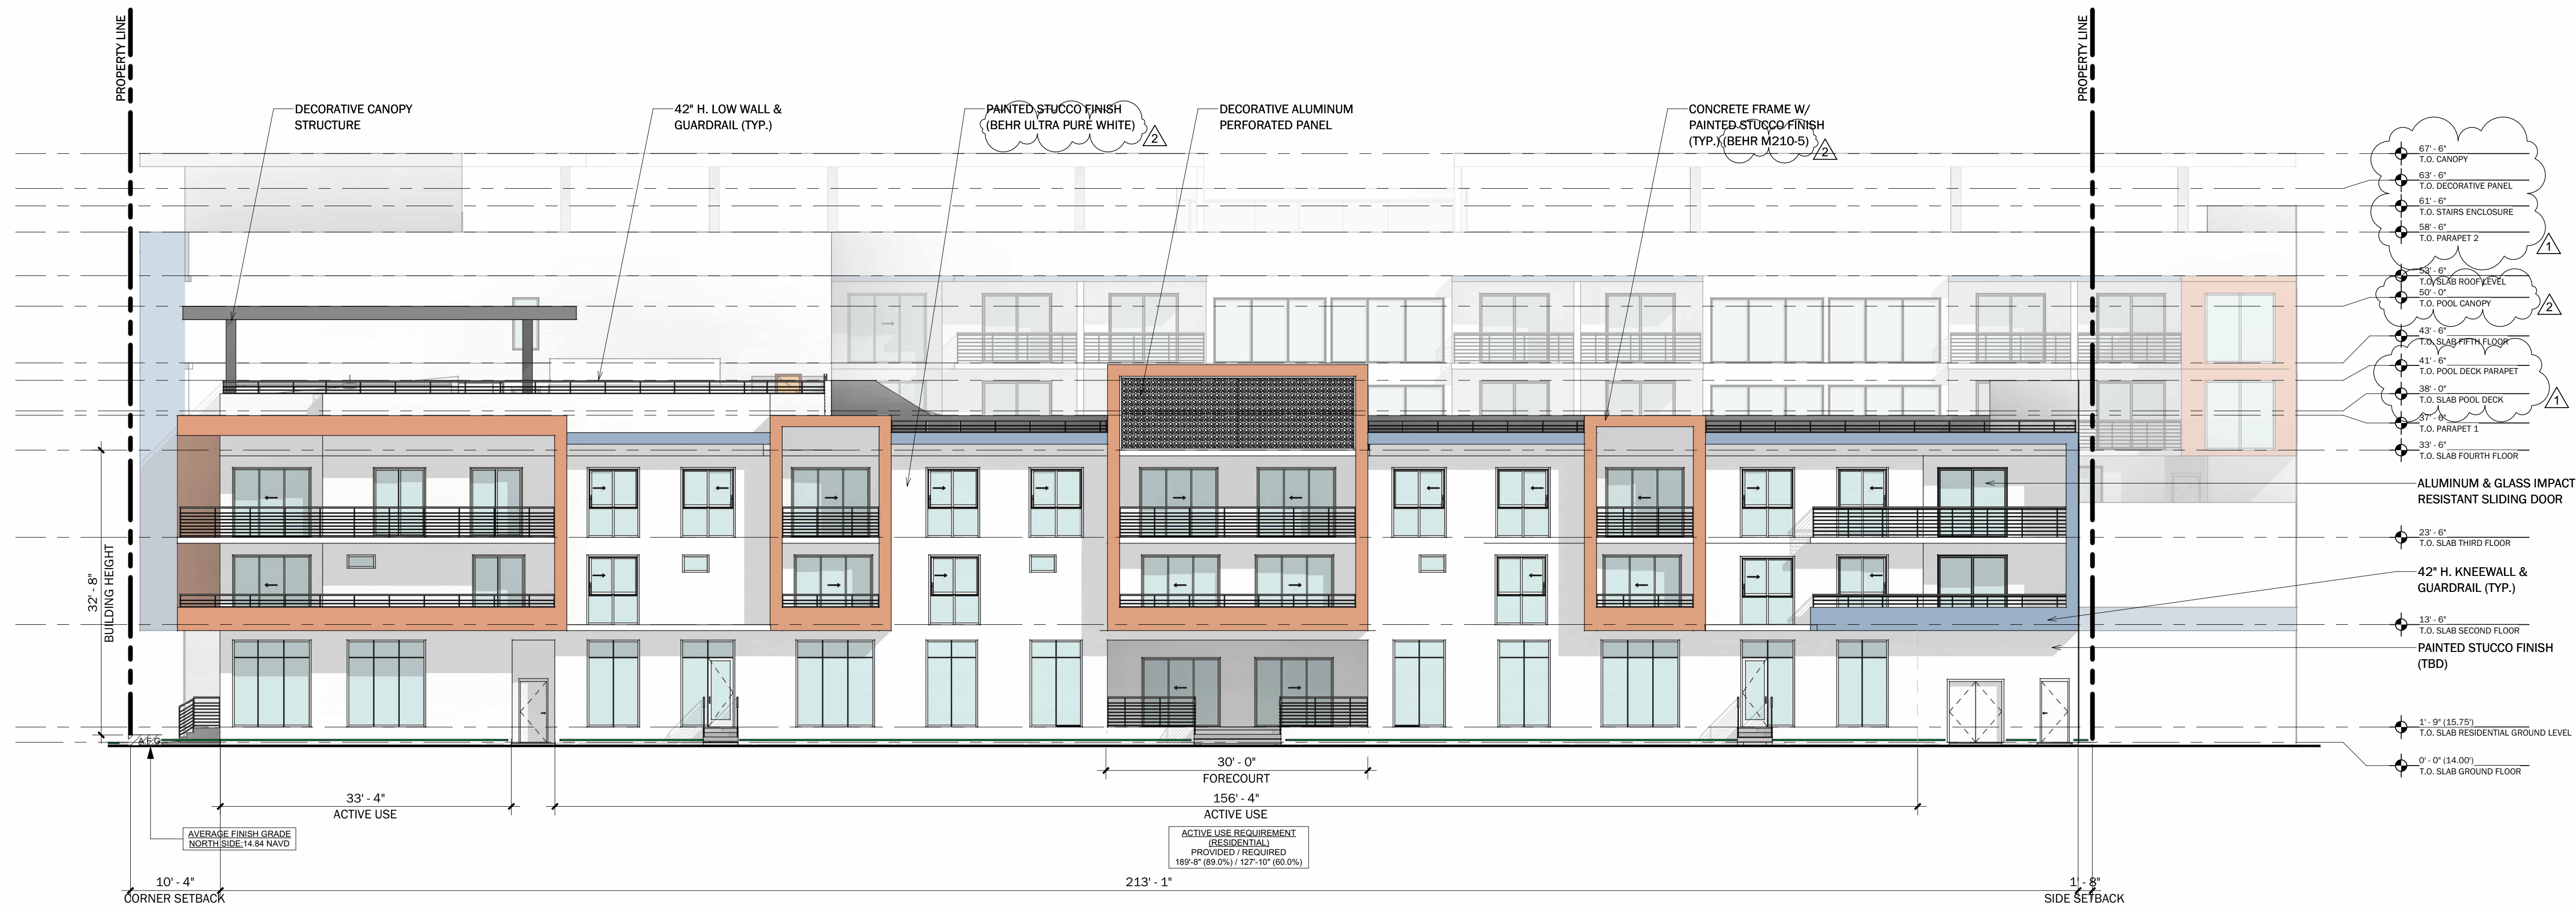 PROPERTY LINE
PROPERTY LINE
DECORATIVE CANOPY
STRUCTURE
42" H. LOW WALL &
GUARDRAIL (TYP.)
PAINTED STUCCO FINISH
(BEHR ULTRA PURE WHITE)
2
DECORATIVE ALUMINUM
PERFORATED PANEL
CONCRETE FRAME W/
PAINTED STUCCO FINISH
(TYP.) (BEHR M210-5)
2
67' - 6"
T.O. CANOPY
63' - 6"
T.O. DECORATIVE PANEL
61' - 6"
T.O. STAIRS ENCLOSURE
58' - 6"
T.O. PARAPET 2
1
53' - 6"
T.O. SLAB ROOF LEVEL
50' - 0"
T.O. POOL CANOPY
2
43' - 6"
T.O. SLAB FIFTH FLOOR
41' - 6"
T.O. POOL DECK PARAPET
38' - 0"
T.O. SLAB POOL DECK
1
37' - 6"
T.O. PARAPET 1
33' - 6"
T.O. SLAB FOURTH FLOOR
ALUMINUM & GLASS IMPACT
RESISTANT SLIDING DOOR
23' - 6"
T.O. SLAB THIRD FLOOR
42" H. KNEEWALL &
GUARDRAIL (TYP.)
13' - 6"
T.O. SLAB SECOND FLOOR
PAINTED STUCCO FINISH
(TBD)
1' - 9" (15.75')
T.O. SLAB RESIDENTIAL GROUND LEVEL
0' - 0" (14.00')
T.O. SLAB GROUND FLOOR
32' - 8"
BUILDING HEIGHT
A.F.G
30' - 0"
FORECOURT
33' - 4"
ACTIVE USE
156' - 4"
ACTIVE USE
AVERAGE FINISH GRADE
NORTH SIDE:14.84 NAVD
ACTIVE USE REQUIREMENT
(RESIDENTIAL)
PROVIDED / REQUIRED
189'-8" (89.0%) / 127'-10" (60.0%)
10' - 4"
CORNER SETBACK
213' - 1"
1' - 8"
SIDE SETBACK